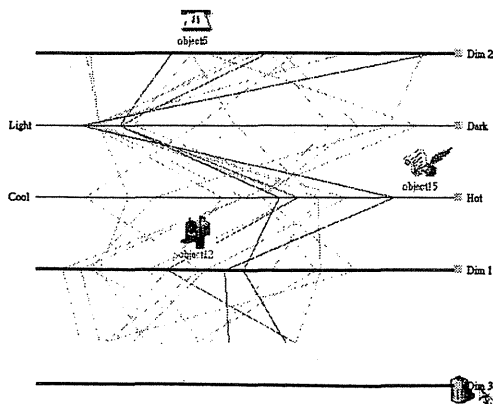 object5
Dim 2
Light
Dark
object15
Cool
Hot
object12
Dim 1
Dim 3